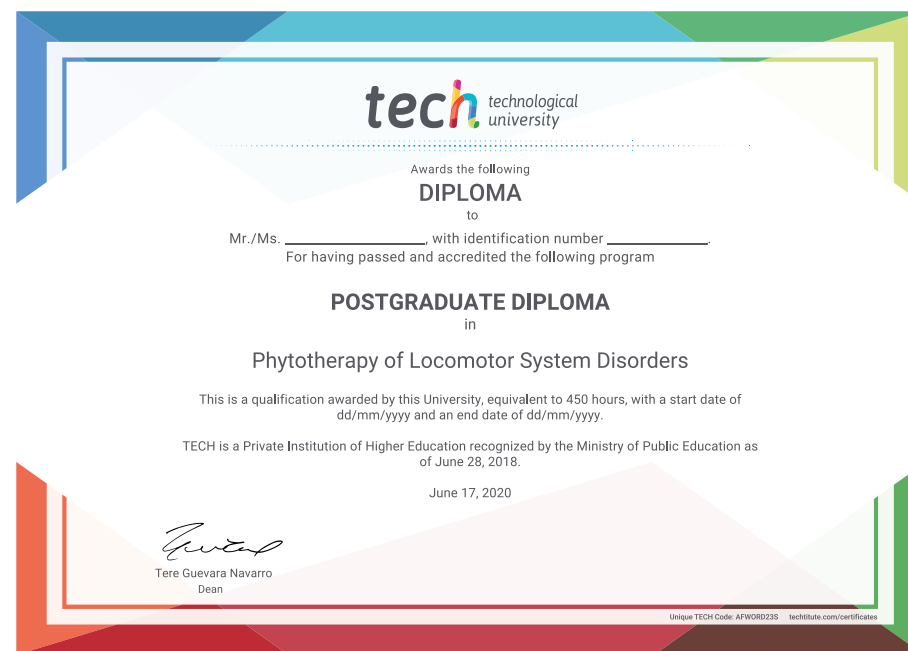 tech technological
university
Awards the following
DIPLOMA
to
Mr./Ms. ____________________, with identification number __________________.
For having passed and accredited the following program
POSTGRADUATE DIPLOMA
in
Phytotherapy of Locomotor System Disorders
This is a qualification awarded by this University, equivalent to 450 hours, with a start date of
dd/mm/yyyy and an end date of dd/mm/yyyy.
TECH is a Private Institution of Higher Education recognized by the Ministry of Public Education as
of June 28, 2018.
June 17, 2020
Tere Guevara Navarro
Dean
Unique TECH Code: AFWORD23S techtitute.com/certificates